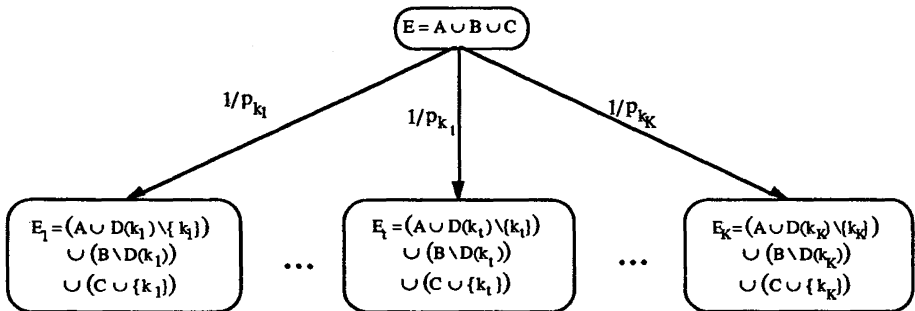 E = A ∪ B ∪ C
1/p_{k_1}
1/p_{k_t}
1/p_{k_K}
E_1=(A ∪ D(k_1)\{ k_1})
∪ (B \ D(k_1))
∪ (C ∪ {k_1})
...
E_t=(A ∪ D(k_t)\{k_t})
∪ (B \ D(k_t))
∪ (C ∪ {k_t})
...
E_K=(A ∪ D(k_K)\{k_K})
∪ (B \ D(k_K))
∪ (C ∪ { k_K})